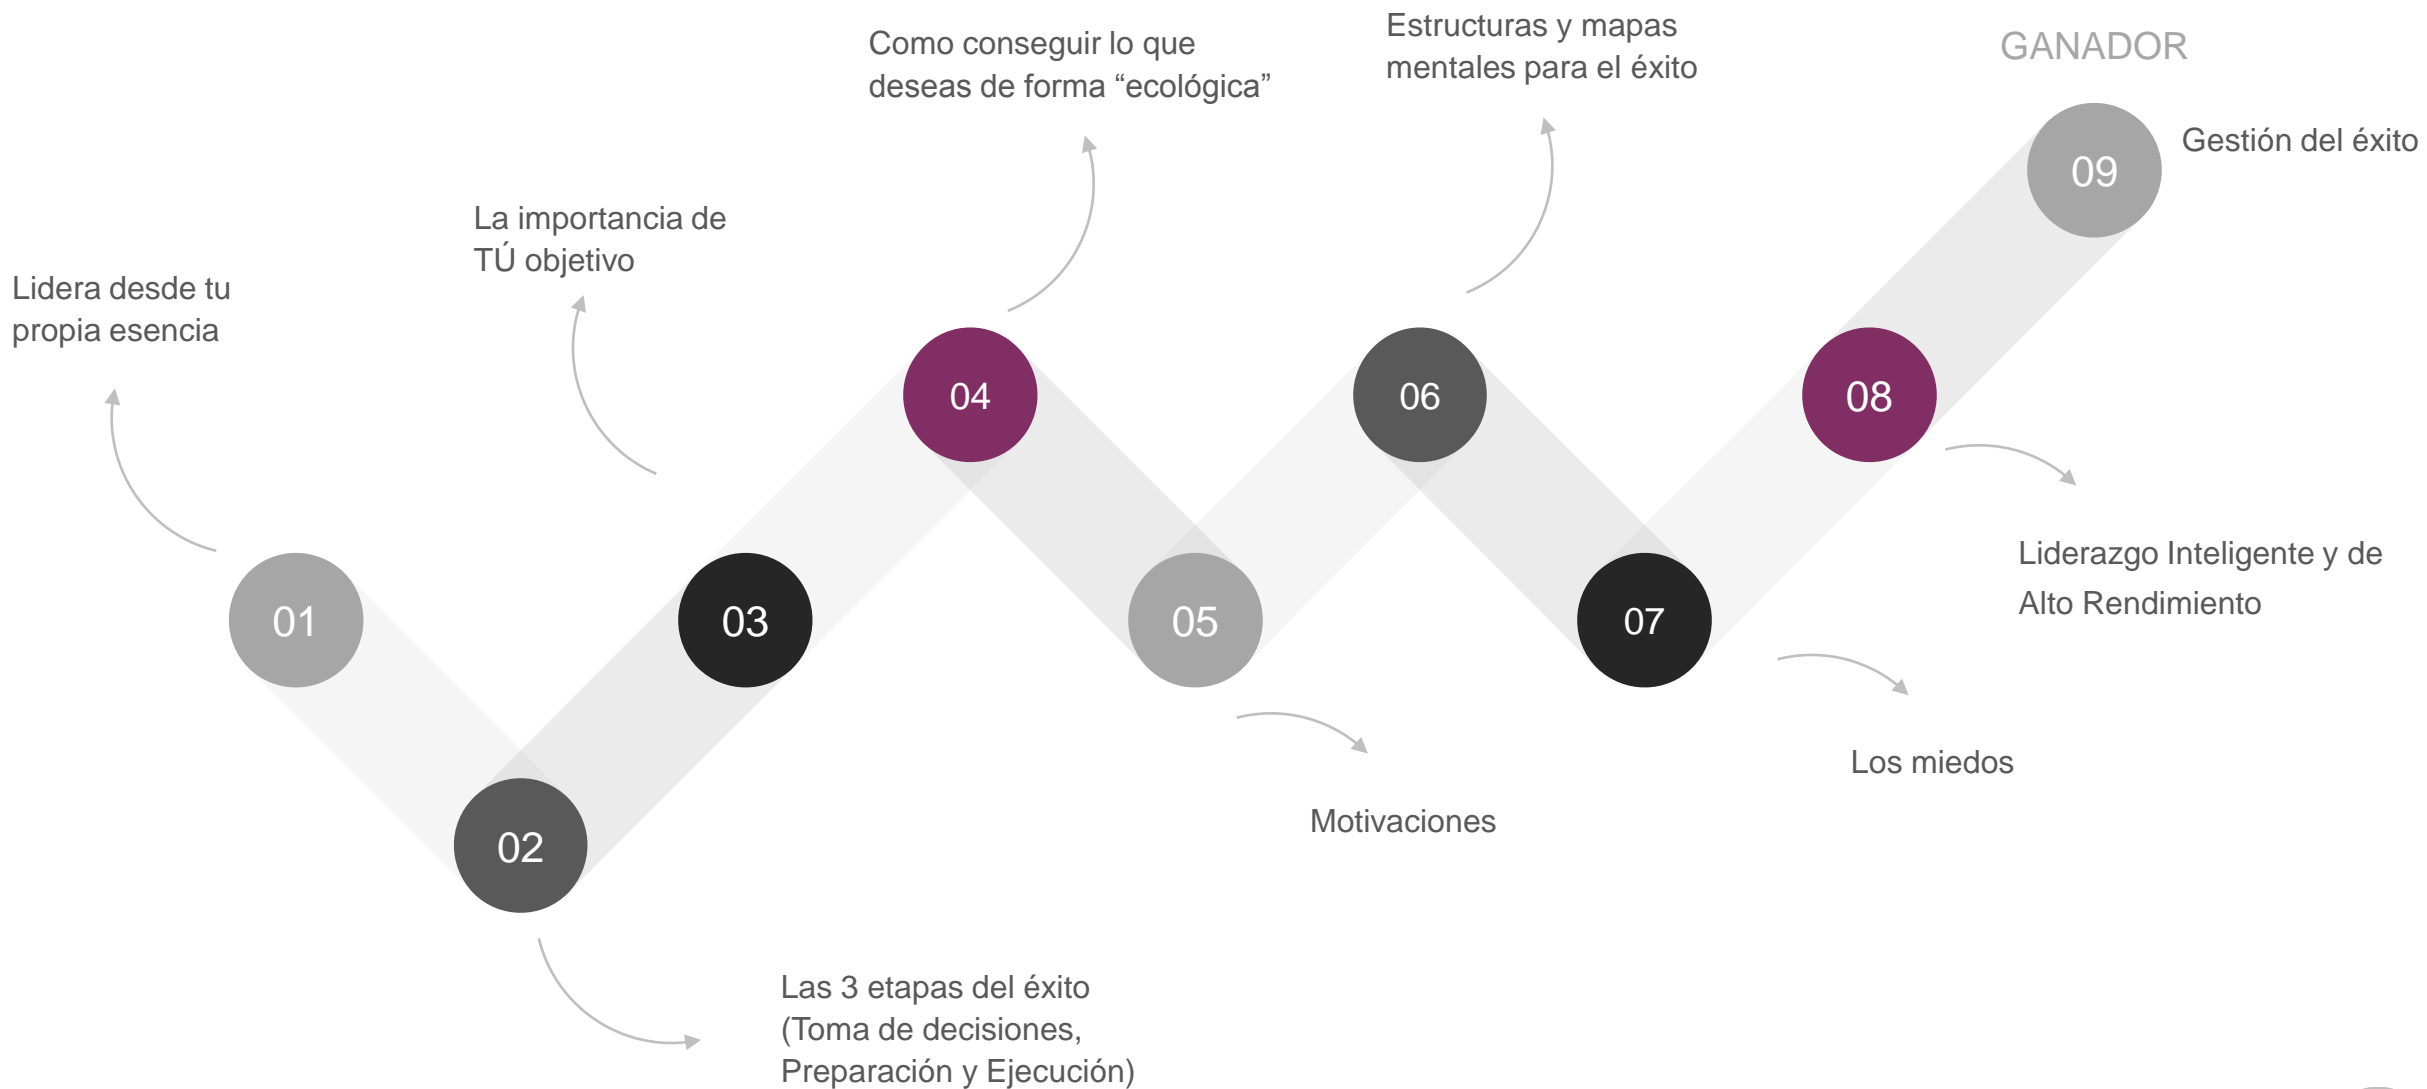 Lidera desde tu
propia esencia
01
02
Las 3 etapas del éxito
(Toma de decisiones,
Preparación y Ejecución)
La importancia de
TÚ objetivo
03
Como conseguir lo que
deseas de forma “ecológica”
04
05
Motivaciones
Estructuras y mapas
mentales para el éxito
06
07
Los miedos
08
Liderazgo Inteligente y de
Alto Rendimiento
GANADOR
09
Gestión del éxito